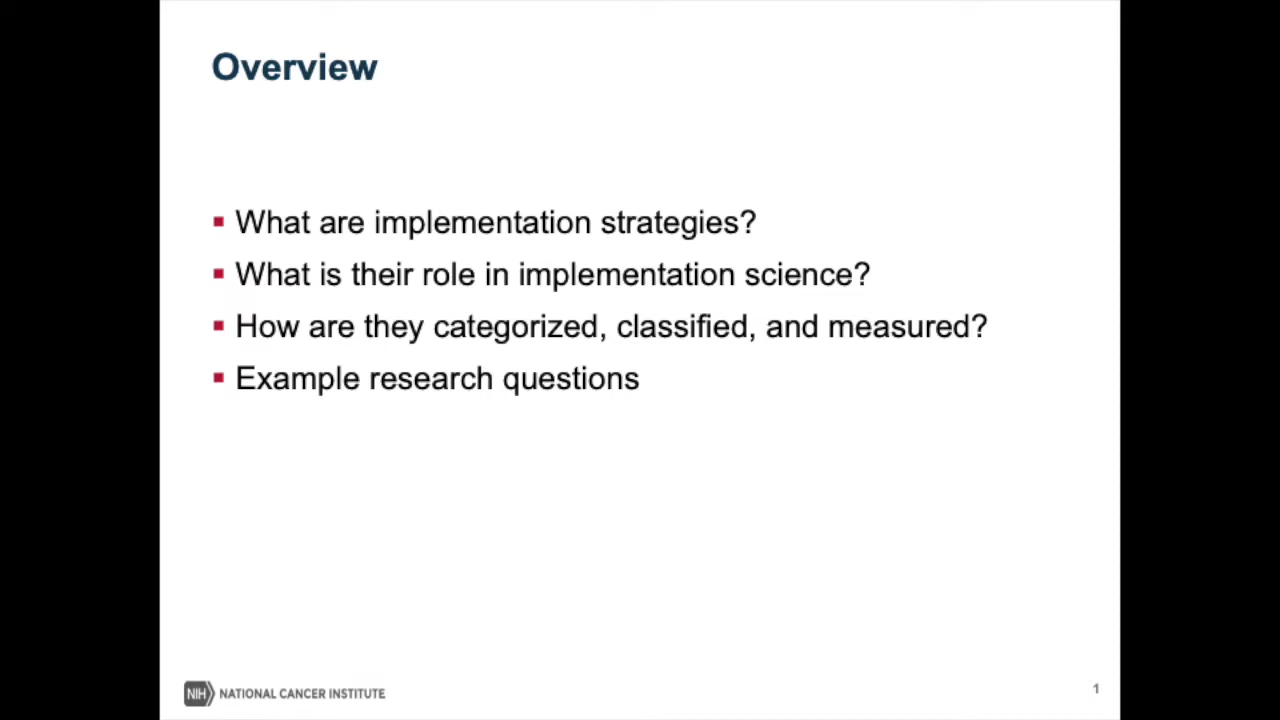 Overview
▪ What are implementation strategies?
▪ What is their role in implementation science?
▪ How are they categorized, classified, and measured?
▪ Example research questions
NIH NATIONAL CANCER INSTITUTE
1